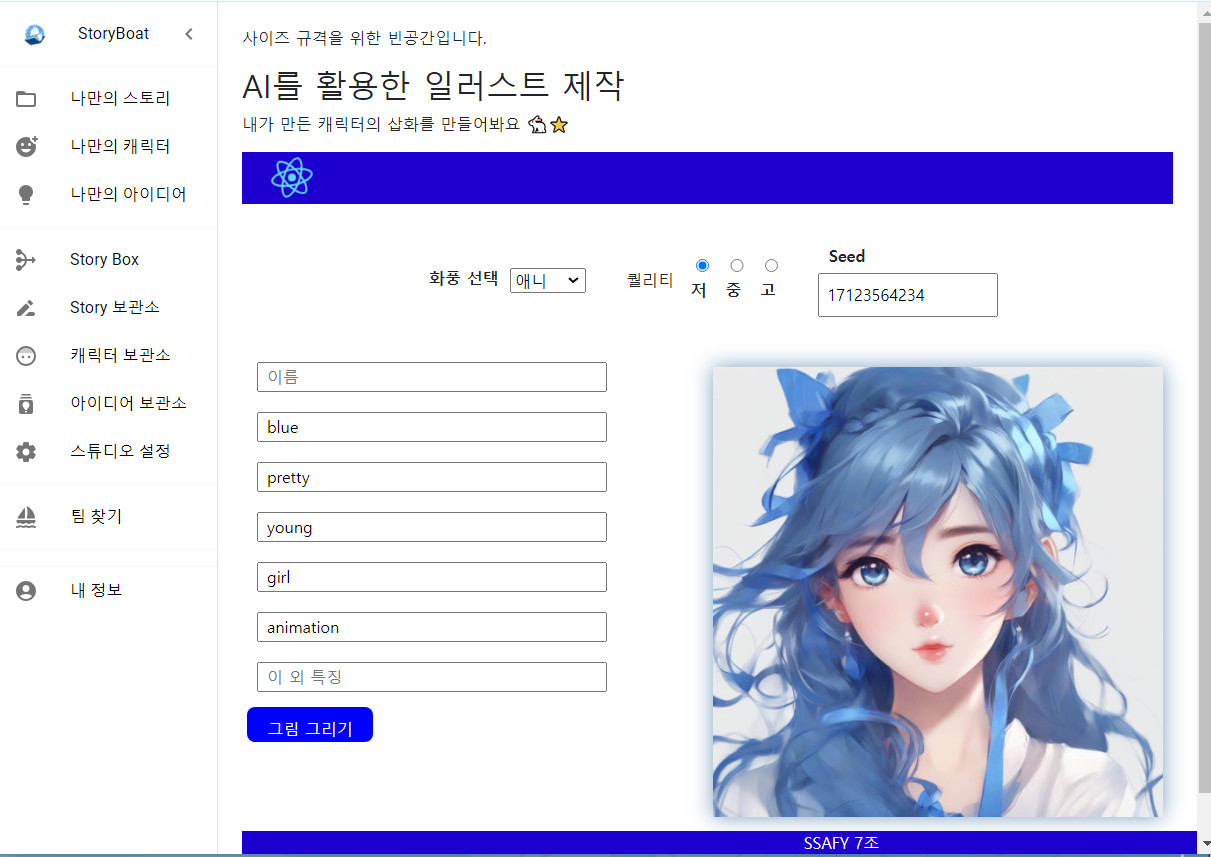 StoryBoat
나만의 스토리
나만의 캐릭터
나만의 아이디어
Story Box
Story 보관소
캐릭터 보관소
아이디어 보관소
스튜디오 설정
팀 찾기
내 정보
사이즈 규격을 위한 빈공간입니다.
AI를 활용한 일러스트 제작
내가 만든 캐릭터의 삽화를 만들어봐요
화풍 선택 애니 퀄리티 저 중 고
Seed
17123564234
이름
blue
pretty
young
girl
animation
이 외 특징
그림 그리기
SSAFY 7조